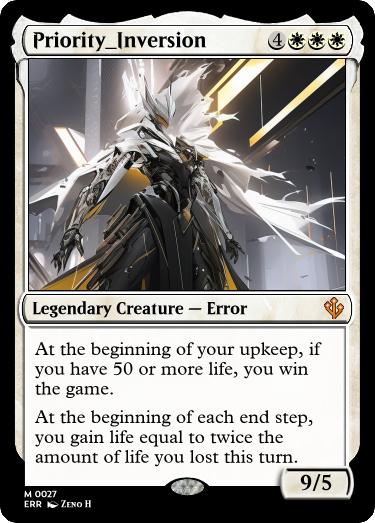 Priority_Inversion 4
Legendary Creature — Error
At the beginning of your upkeep, if
you have 50 or more life, you win
the game.
At the beginning of each end step,
you gain life equal to twice the
amount of life you lost this turn.
9/5
M 0027
ERR Zeno H